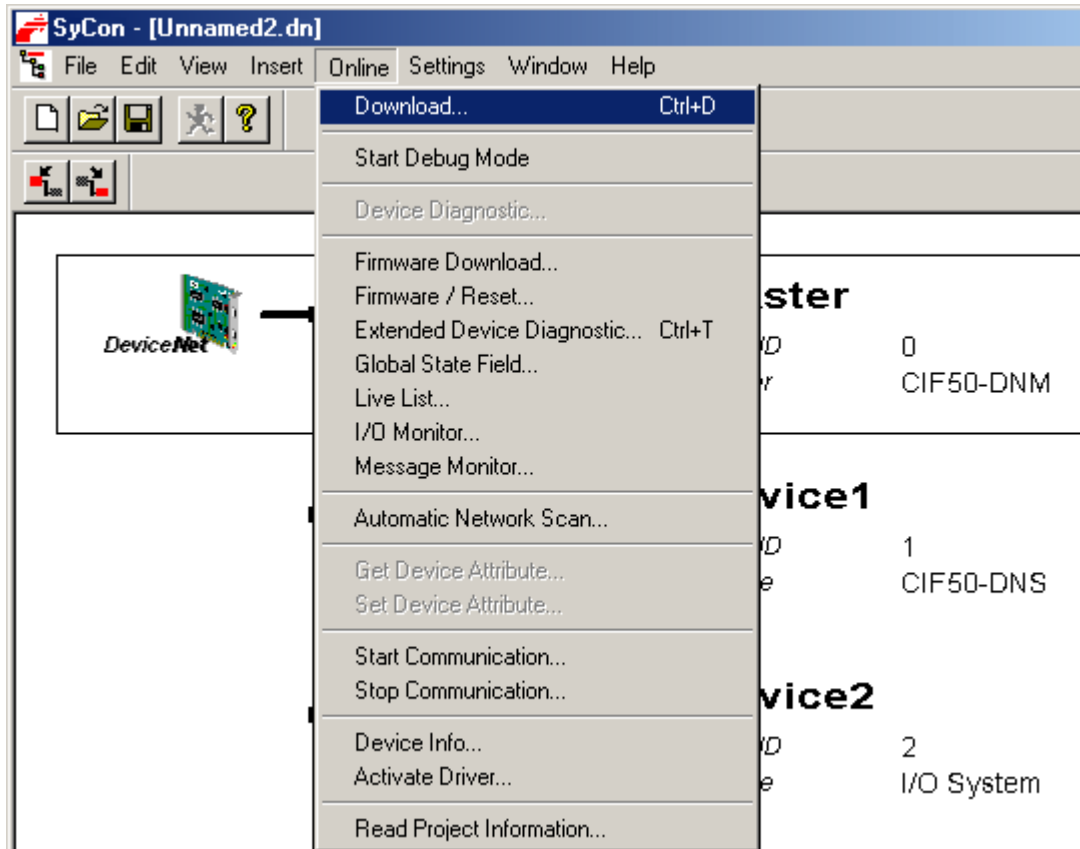 SyCon - [Unnamed2.dn]
File Edit View Insert Online Settings Window Help
Download... Ctrl+D
Start Debug Mode
Device Diagnostic...
Firmware Download...
Firmware / Reset...
Extended Device Diagnostic... Ctrl+T
Global State Field...
Live List...
I/O Monitor...
Message Monitor...
Automatic Network Scan...
Get Device Attribute...
Set Device Attribute...
Start Communication...
Stop Communication...
Device Info...
Activate Driver...
Read Project Information...
DeviceNet
ster
ID 0
r CIF50-DNM
vice1
ID 1
e CIF50-DNS
vice2
ID 2
e I/O System